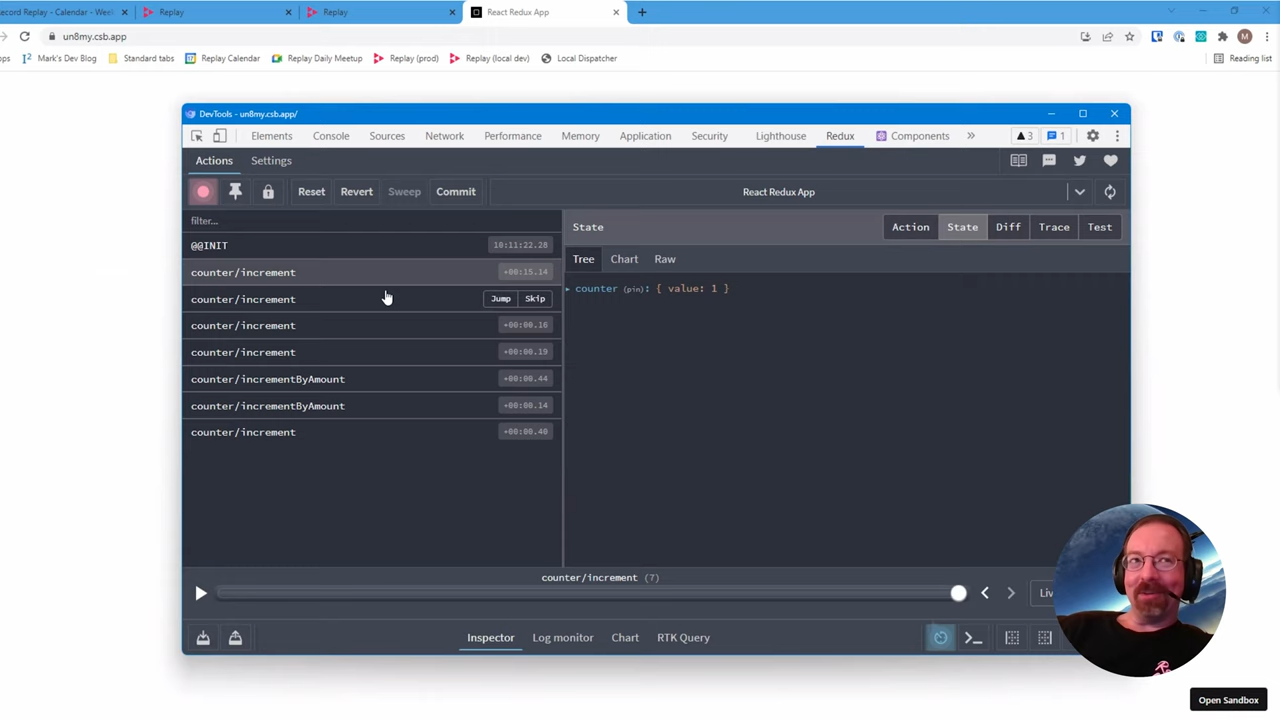 ecord Replay - Calendar - Wee
Replay
Replay
React Redux App
un8my.csb.app
M
pps
Mark's Dev Blog
Standard tabs
Replay Calendar
Replay Daily Meetup
Replay (prod)
Replay (local dev)
Local Dispatcher
Reading list
DevTools - un8my.csb.app/
Elements
Console
Sources
Network
Performance
Memory
Application
Security
Lighthouse
Redux
Components
3
1
Actions
Settings
Reset
Revert
Sweep
Commit
React Redux App
filter...
State
Action
State
Diff
Trace
Test
@@INIT
10:11:22.28
Tree
Chart
Raw
counter/increment
+00:15.14
counter (pin): { value: 1 }
counter/increment
Jump
Skip
counter/increment
+00:00.16
counter/increment
+00:00.19
counter/incrementByAmount
+00:00.44
counter/incrementByAmount
+00:00.14
counter/increment
+00:00.40
counter/increment (7)
Liv
Inspector
Log monitor
Chart
RTK Query
Open Sandbox